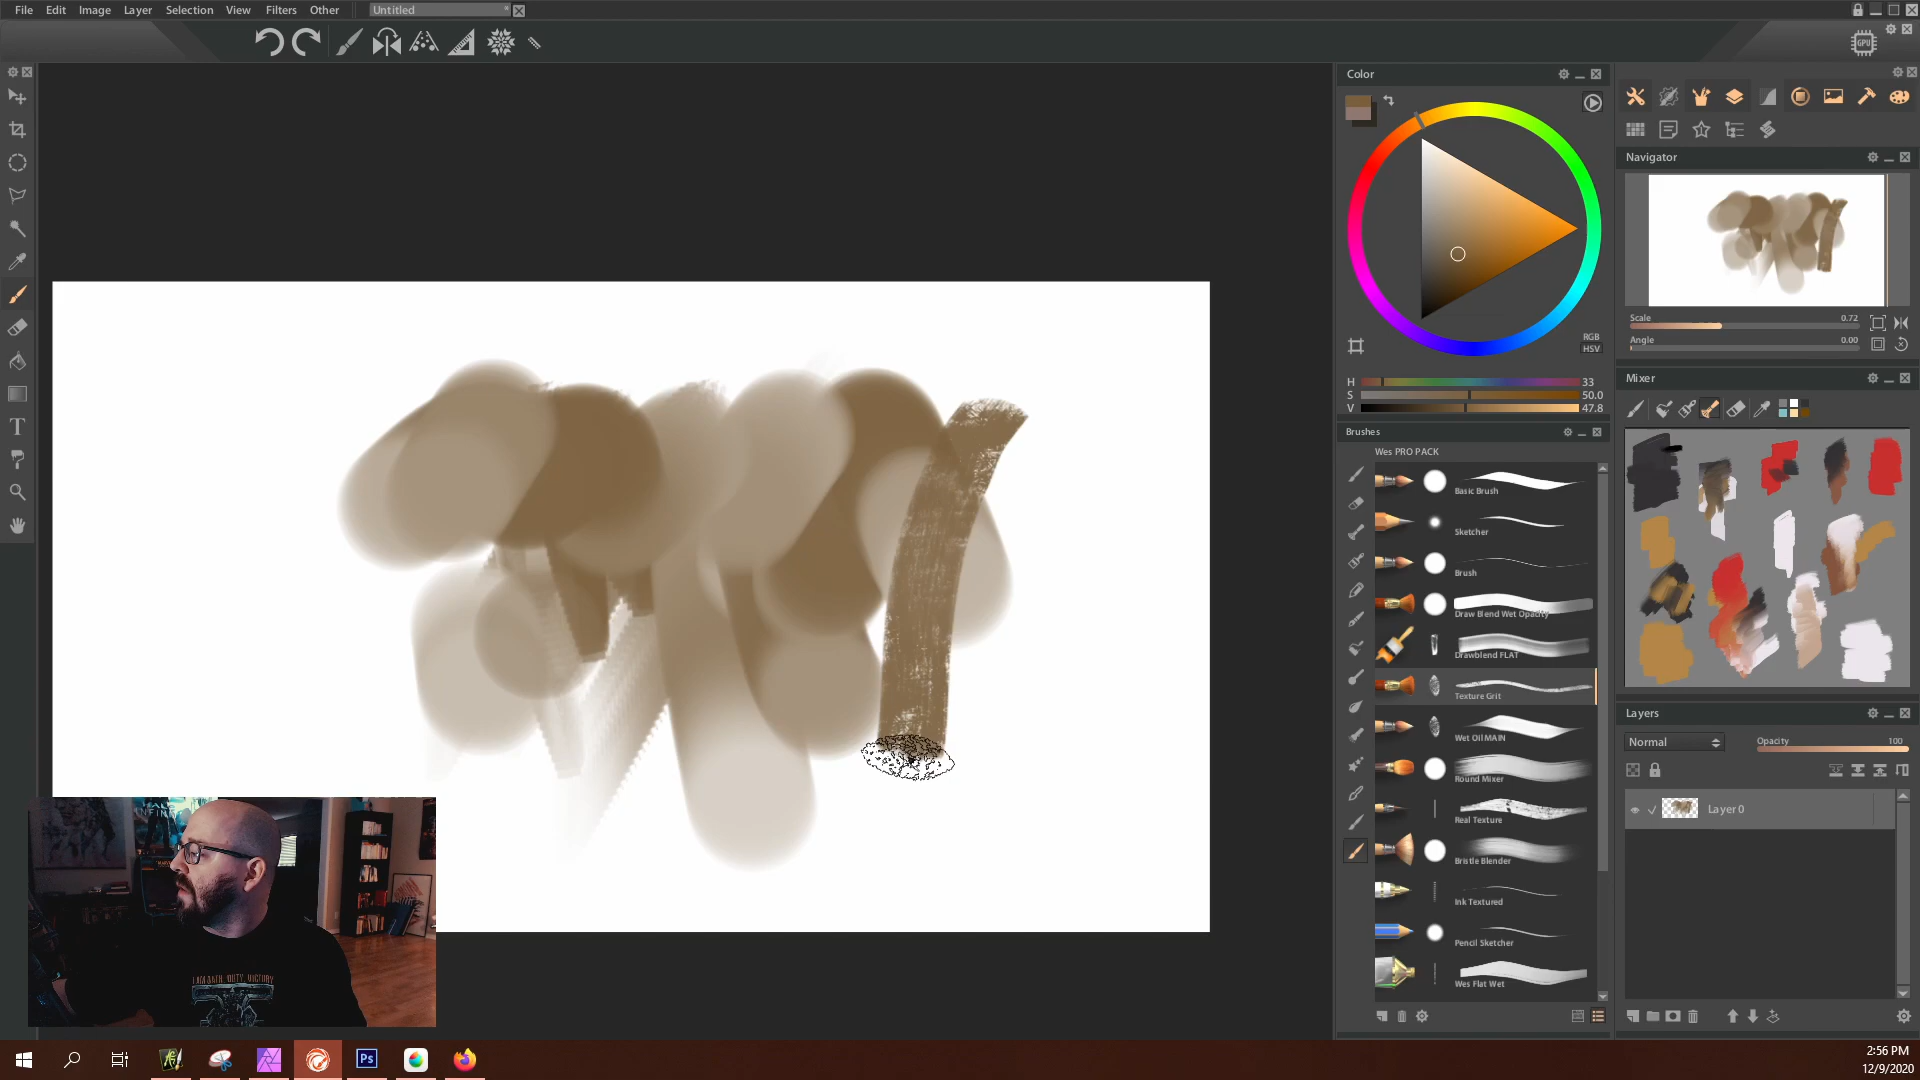 File Edit Image Layer Selection View Filters Other Untitled *
GPU
Color
RGB
HSV
H 33
S 50.0
V 47.8
Brushes
Wes PRO PACK
Basic Brush
Sketcher
Brush
Draw Blend Wet Opacity
Drawblend FLAT
Texture Grit
Wet Oil MAIN
Round Mixer
Real Texture
Bristle Blender
Ink Textured
Pencil Sketcher
Wes Flat Wet
Navigator
Scale 0.72
Angle 0.00
Mixer
Layers
Normal Opacity 100
Layer 0
Ps
2:56 PM
12/9/2020